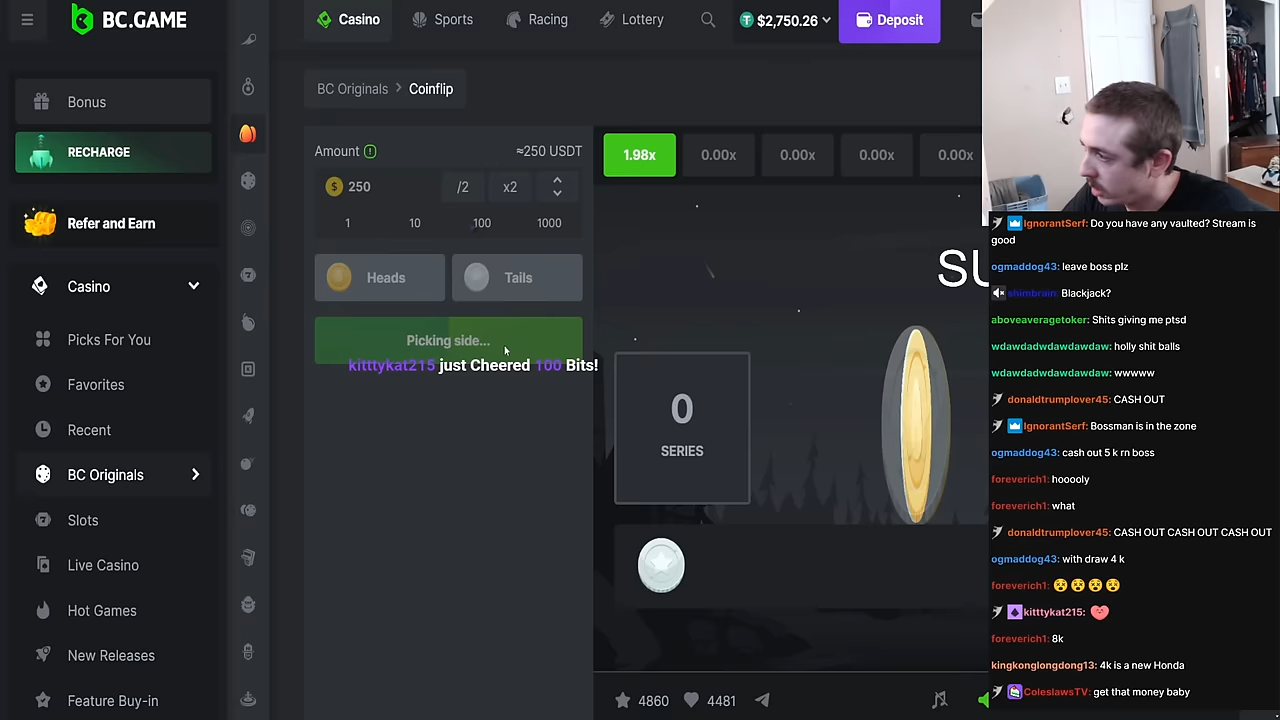 BC.GAME
Casino
Sports
Racing
Lottery
$2,750.26
Deposit
Bonus
RECHARGE
Refer and Earn
Casino
Picks For You
Favorites
Recent
BC Originals
Slots
Live Casino
Hot Games
New Releases
Feature Buy-in
BC Originals > Coinflip
Amount
≈250 USDT
250
/2
x2
1
10
100
1000
Heads
Tails
Picking side...
kitttykat215 just Cheered 100 Bits!
1.98x
0.00x
0.00x
0.00x
0.00x
SU
0
SERIES
4860
4481
IgnorantSerf: Do you have any vaulted? Stream is
good
ogmaddog43: leave boss plz
shimbrain: Blackjack?
aboveaveragetoker: Shits giving me ptsd
wdawdadwdawdawdaw: holly shit balls
wdawdadwdawdawdaw: wwwww
donaldtrumplover45: CASH OUT
IgnorantSerf: Bossman is in the zone
ogmaddog43: cash out 5 k rn boss
foreverich1: hooooly
foreverich1: what
donaldtrumplover45: CASH OUT CASH OUT CASH OUT
ogmaddog43: with draw 4 k
foreverich1: 😵😵😵😵
kitttykat215:
foreverich1: 8k
kingkonglongdong13: 4k is a new Honda
ColeslawsTV: get that money baby